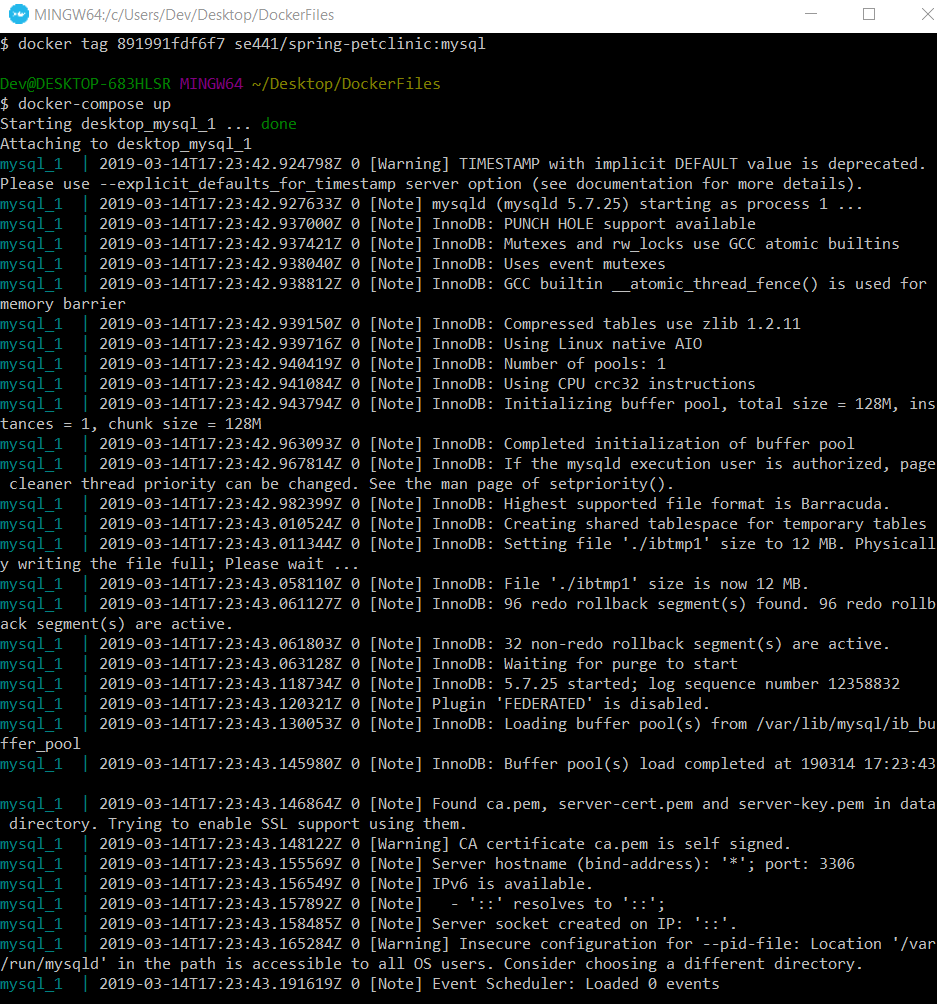 MINGW64:/c/Users/Dev/Desktop/DockerFiles
$ docker tag 891991fdf6f7 se441/spring-petclinic:mysql
Dev@DESKTOP-683HLSR MINGW64 ~/Desktop/DockerFiles
$ docker-compose up
Starting desktop_mysql_1 ... done
Attaching to desktop_mysql_1
mysql_1  | 2019-03-14T17:23:42.924798Z 0 [Warning] TIMESTAMP with implicit DEFAULT value is deprecated.
Please use --explicit_defaults_for_timestamp server option (see documentation for more details).
mysql_1  | 2019-03-14T17:23:42.927633Z 0 [Note] mysqld (mysqld 5.7.25) starting as process 1 ...
mysql_1  | 2019-03-14T17:23:42.937000Z 0 [Note] InnoDB: PUNCH HOLE support available
mysql_1  | 2019-03-14T17:23:42.937421Z 0 [Note] InnoDB: Mutexes and rw_locks use GCC atomic builtins
mysql_1  | 2019-03-14T17:23:42.938040Z 0 [Note] InnoDB: Uses event mutexes
mysql_1  | 2019-03-14T17:23:42.938812Z 0 [Note] InnoDB: GCC builtin __atomic_thread_fence() is used for
memory barrier
mysql_1  | 2019-03-14T17:23:42.939150Z 0 [Note] InnoDB: Compressed tables use zlib 1.2.11
mysql_1  | 2019-03-14T17:23:42.939716Z 0 [Note] InnoDB: Using Linux native AIO
mysql_1  | 2019-03-14T17:23:42.940419Z 0 [Note] InnoDB: Number of pools: 1
mysql_1  | 2019-03-14T17:23:42.941084Z 0 [Note] InnoDB: Using CPU crc32 instructions
mysql_1  | 2019-03-14T17:23:42.943794Z 0 [Note] InnoDB: Initializing buffer pool, total size = 128M, ins
tances = 1, chunk size = 128M
mysql_1  | 2019-03-14T17:23:42.963093Z 0 [Note] InnoDB: Completed initialization of buffer pool
mysql_1  | 2019-03-14T17:23:42.967814Z 0 [Note] InnoDB: If the mysqld execution user is authorized, page
 cleaner thread priority can be changed. See the man page of setpriority().
mysql_1  | 2019-03-14T17:23:42.982399Z 0 [Note] InnoDB: Highest supported file format is Barracuda.
mysql_1  | 2019-03-14T17:23:43.010524Z 0 [Note] InnoDB: Creating shared tablespace for temporary tables
mysql_1  | 2019-03-14T17:23:43.011344Z 0 [Note] InnoDB: Setting file './ibtmp1' size to 12 MB. Physicall
y writing the file full; Please wait ...
mysql_1  | 2019-03-14T17:23:43.058110Z 0 [Note] InnoDB: File './ibtmp1' size is now 12 MB.
mysql_1  | 2019-03-14T17:23:43.061127Z 0 [Note] InnoDB: 96 redo rollback segment(s) found. 96 redo rollb
ack segment(s) are active.
mysql_1  | 2019-03-14T17:23:43.061803Z 0 [Note] InnoDB: 32 non-redo rollback segment(s) are active.
mysql_1  | 2019-03-14T17:23:43.063128Z 0 [Note] InnoDB: Waiting for purge to start
mysql_1  | 2019-03-14T17:23:43.118734Z 0 [Note] InnoDB: 5.7.25 started; log sequence number 12358832
mysql_1  | 2019-03-14T17:23:43.120321Z 0 [Note] Plugin 'FEDERATED' is disabled.
mysql_1  | 2019-03-14T17:23:43.130053Z 0 [Note] InnoDB: Loading buffer pool(s) from /var/lib/mysql/ib_bu
ffer_pool
mysql_1  | 2019-03-14T17:23:43.145980Z 0 [Note] InnoDB: Buffer pool(s) load completed at 190314 17:23:43
mysql_1  | 2019-03-14T17:23:43.146864Z 0 [Note] Found ca.pem, server-cert.pem and server-key.pem in data
 directory. Trying to enable SSL support using them.
mysql_1  | 2019-03-14T17:23:43.148122Z 0 [Warning] CA certificate ca.pem is self signed.
mysql_1  | 2019-03-14T17:23:43.155569Z 0 [Note] Server hostname (bind-address): '*'; port: 3306
mysql_1  | 2019-03-14T17:23:43.156549Z 0 [Note] IPv6 is available.
mysql_1  | 2019-03-14T17:23:43.157892Z 0 [Note]   - '::' resolves to '::';
mysql_1  | 2019-03-14T17:23:43.158485Z 0 [Note] Server socket created on IP: '::'.
mysql_1  | 2019-03-14T17:23:43.165284Z 0 [Warning] Insecure configuration for --pid-file: Location '/var
/run/mysqld' in the path is accessible to all OS users. Consider choosing a different directory.
mysql_1  | 2019-03-14T17:23:43.191619Z 0 [Note] Event Scheduler: Loaded 0 events